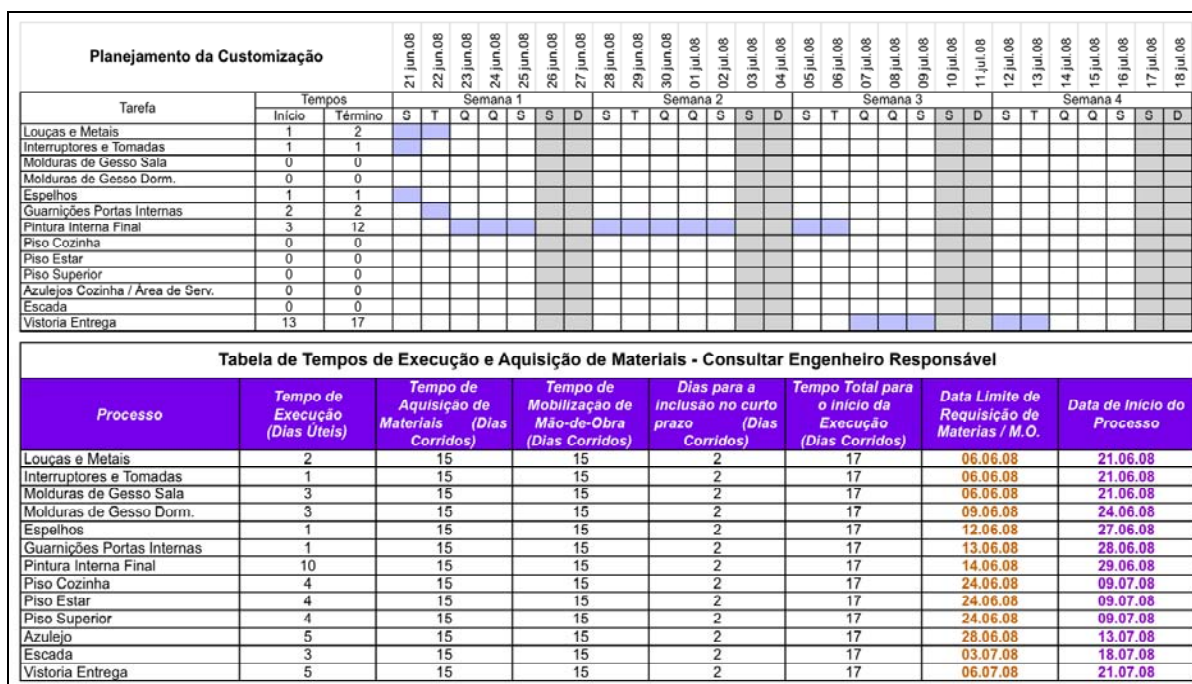 Planejamento da Customização 21 jun.08 22 jun.08 23 jun.08 24 jun.08 25 jun.08 26 jun.08 27 jun.08 28 jun.08 29 jun.08 30 jun.08 01 jul.08 02 jul.08 03 jul.08 04 jul.08 05 jul.08 06 jul.08 07 jul.08 08 jul.08 09 jul.08 10 jul.08 11.jul.08 12 jul.08 13 jul.08 14 jul.08 15 jul.08 16 jul.08 17 jul.08 18 jul.08
Tarefa Tempos Semana 1 Semana 2 Semana 3 Semana 4
Início Término S T Q Q S S D S T Q Q S S D S T Q Q S S D S T Q Q S S D
Louças e Metais 1 2
Interruptores e Tomadas 1 1
Molduras de Gesso Sala 0 0
Molduras de Gesso Dorm. 0 0
Espelhos 1 1
Guarnições Portas Internas 2 2
Pintura Interna Final 3 12
Piso Cozinha 0 0
Piso Estar 0 0
Piso Superior 0 0
Azulejos Cozinha / Área de Serv. 0 0
Escada 0 0
Vistoria Entrega 13 17
Tabela de Tempos de Execução e Aquisição de Materiais - Consultar Engenheiro Responsável
Processo
Tempo de
Execução
(Dias Úteis)
Tempo de
Aquisição de
Materiais (Dias
Corridos)
Tempo de
Mobilização de
Mão-de-Obra
(Dias Corridos)
Dias para a
inclusão no curto
prazo (Dias
Corridos)
Tempo Total para
o início da
Execução
(Dias Corridos)
Data Limite de
Requisição de
Materias / M.O.
Data de Início do
Processo
Louças e Metais 2 15 15 2 17 06.06.08 21.06.08
Interruptores e Tomadas 1 15 15 2 17 06.06.08 21.06.08
Molduras de Gesso Sala 3 15 15 2 17 06.06.08 21.06.08
Molduras de Gesso Dorm. 3 15 15 2 17 09.06.08 24.06.08
Espelhos 1 15 15 2 17 12.06.08 27.06.08
Guarnições Portas Internas 1 15 15 2 17 13.06.08 28.06.08
Pintura Interna Final 10 15 15 2 17 14.06.08 29.06.08
Piso Cozinha 4 15 15 2 17 24.06.08 09.07.08
Piso Estar 4 15 15 2 17 24.06.08 09.07.08
Piso Superior 4 15 15 2 17 24.06.08 09.07.08
Azulejo 5 15 15 2 17 28.06.08 13.07.08
Escada 3 15 15 2 17 03.07.08 18.07.08
Vistoria Entrega 5 15 15 2 17 06.07.08 21.07.08